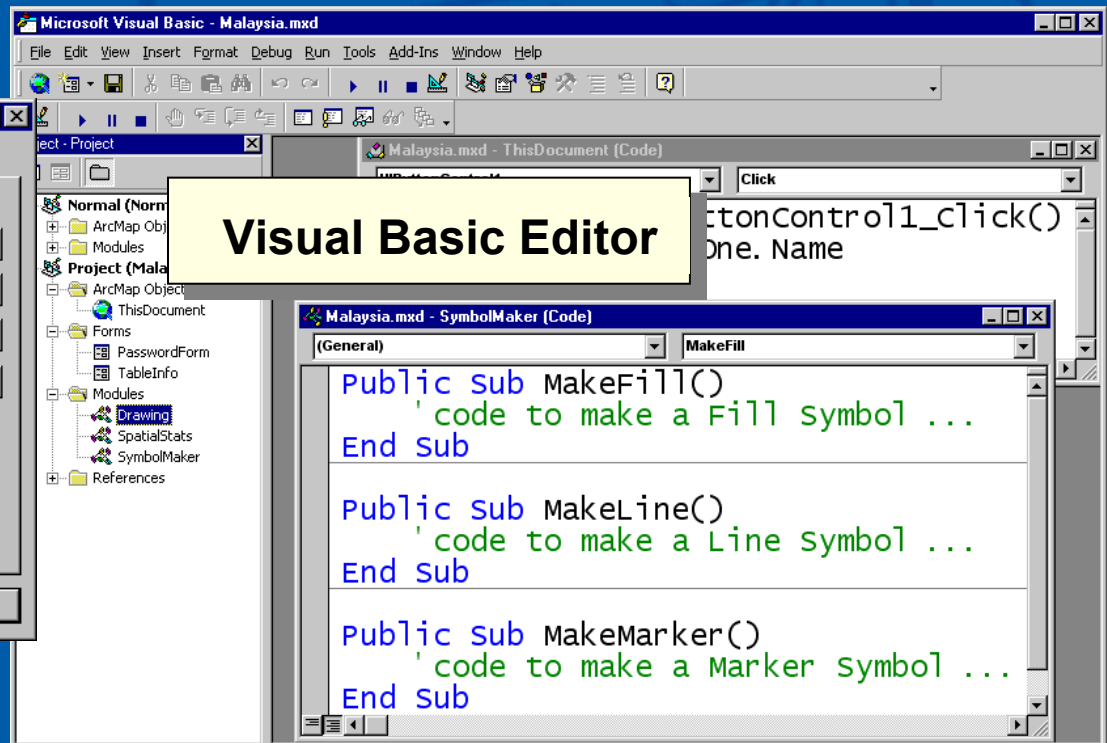 Microsoft Visual Basic - Malaysia.mxd
File Edit View Insert Format Debug Run Tools Add-Ins Window Help
ject - Project
Malaysia.mxd - ThisDocument (Code)
Click
Normal (Norm
ArcMap Obj
Modules
Project (Mala
ArcMap Object
ThisDocument
Forms
PasswordForm
TableInfo
Modules
Drawing
SpatialStats
SymbolMaker
References
Visual Basic Editor
ttonControl1_Click()
One.Name
Malaysia.mxd - SymbolMaker (Code)
(General) MakeFill
Public Sub MakeFill()
' code to make a Fill Symbol ...
End Sub
Public Sub MakeLine()
' code to make a Line Symbol ...
End Sub
Public Sub MakeMarker()
' code to make a Marker Symbol ...
End Sub